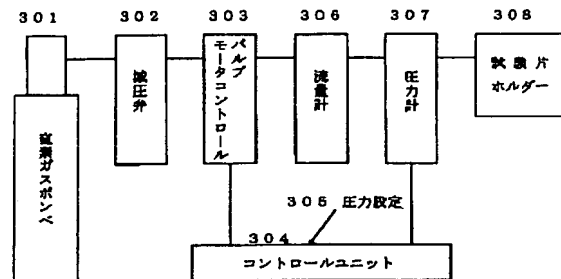 301
302
303
306
307
308
窒素ガスボンベ
減圧弁
バルブ
モータコントロール
流量計
圧力計
試験片
ホルダー
305 圧力設定
304
コントロールユニット